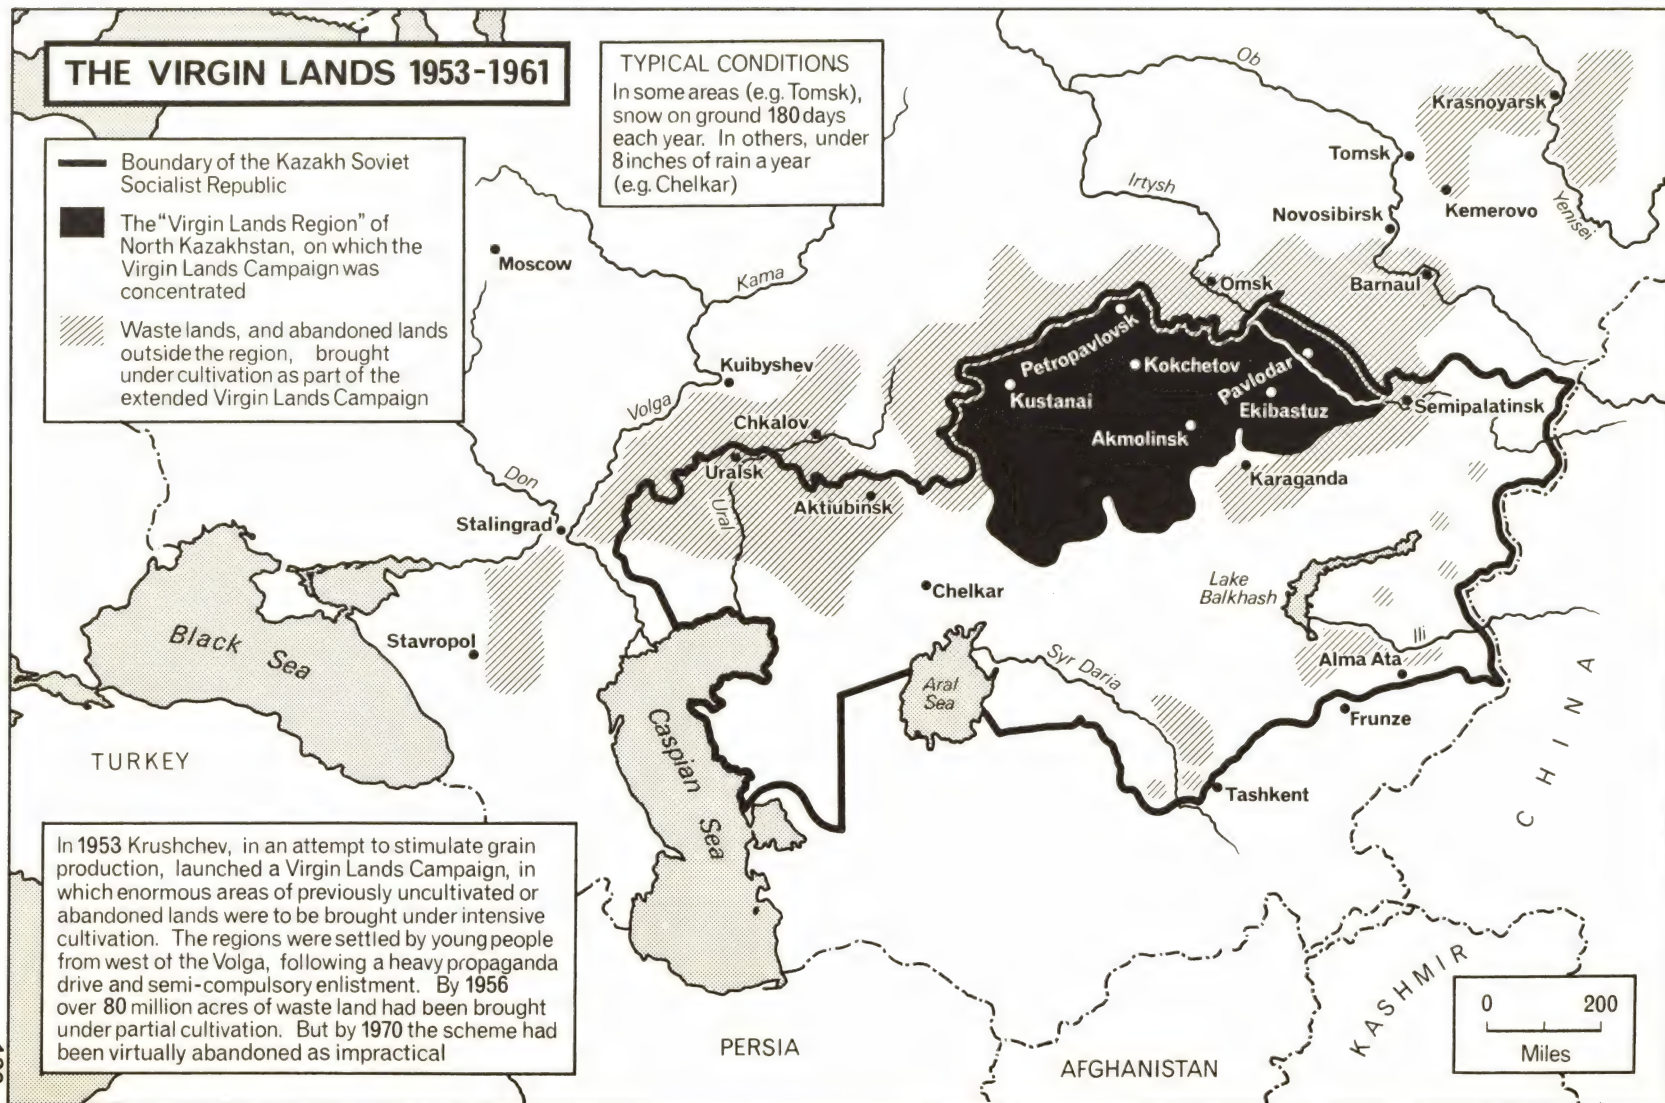 THE VIRGIN LANDS 1953-1961
TYPICAL CONDITIONS
In some areas (e.g. Tomsk),
snow on ground 180 days
each year. In others, under
8 inches of rain a year
(e.g. Chelkar)
Boundary of the Kazakh Soviet
Socialist Republic
The "Virgin Lands Region" of
North Kazakhstan, on which the
Virgin Lands Campaign was
concentrated
Waste lands, and abandoned lands
outside the region, brought
under cultivation as part of the
extended Virgin Lands Campaign
Ob
Krasnoyarsk
Tomsk
Irtysh
Kemerovo
Novosibirsk
Yenisei
Moscow
Kama
Omsk
Barnaul
Petropavlovsk
Kokchetov
Pavlodar
Kuibyshev
Kustanai
Ekibastuz
Semipalatinsk
Volga
Chkalov
Akmolinsk
Uralsk
Karaganda
Don
Aktiubinsk
Ural
Stalingrad
Chelkar
Lake
Balkhash
Black Sea
Stavropol
Ili
Syr Daria
Alma Ata
Aral
Sea
Frunze
Caspian Sea
TURKEY
Tashkent
CHINA
In 1953 Krushchev, in an attempt to stimulate grain
production, launched a Virgin Lands Campaign, in
which enormous areas of previously uncultivated or
abandoned lands were to be brought under intensive
cultivation. The regions were settled by young people
from west of the Volga, following a heavy propaganda
drive and semi-compulsory enlistment. By 1956
over 80 million acres of waste land had been brought
under partial cultivation. But by 1970 the scheme had
been virtually abandoned as impractical
PERSIA
AFGHANISTAN
KASHMIR
0 200
Miles